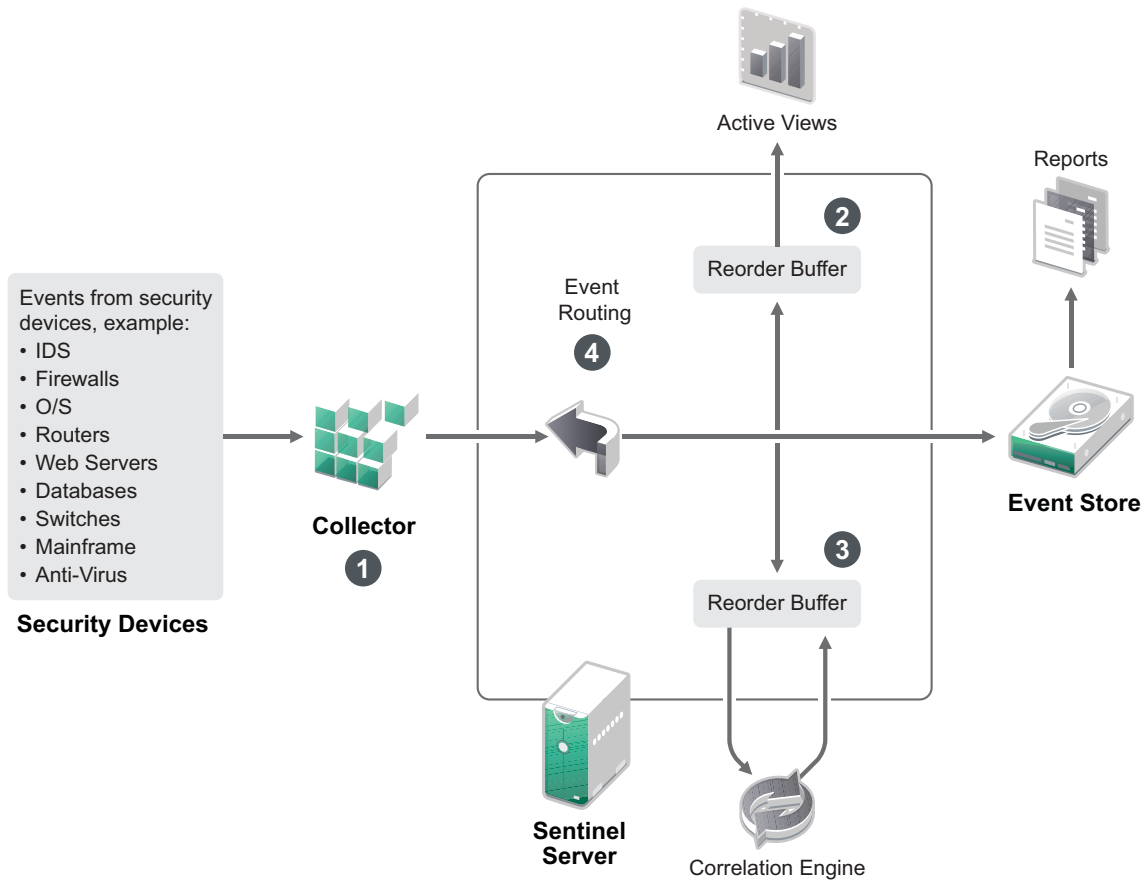 Active Views
Reports
2
Reorder Buffer
Event
Routing
4
Events from security
devices, example:
• IDS
• Firewalls
• O/S
• Routers
• Web Servers
• Databases
• Switches
• Mainframe
• Anti-Virus
Security Devices
Collector
1
Event Store
3
Reorder Buffer
Sentinel
Server
Correlation Engine